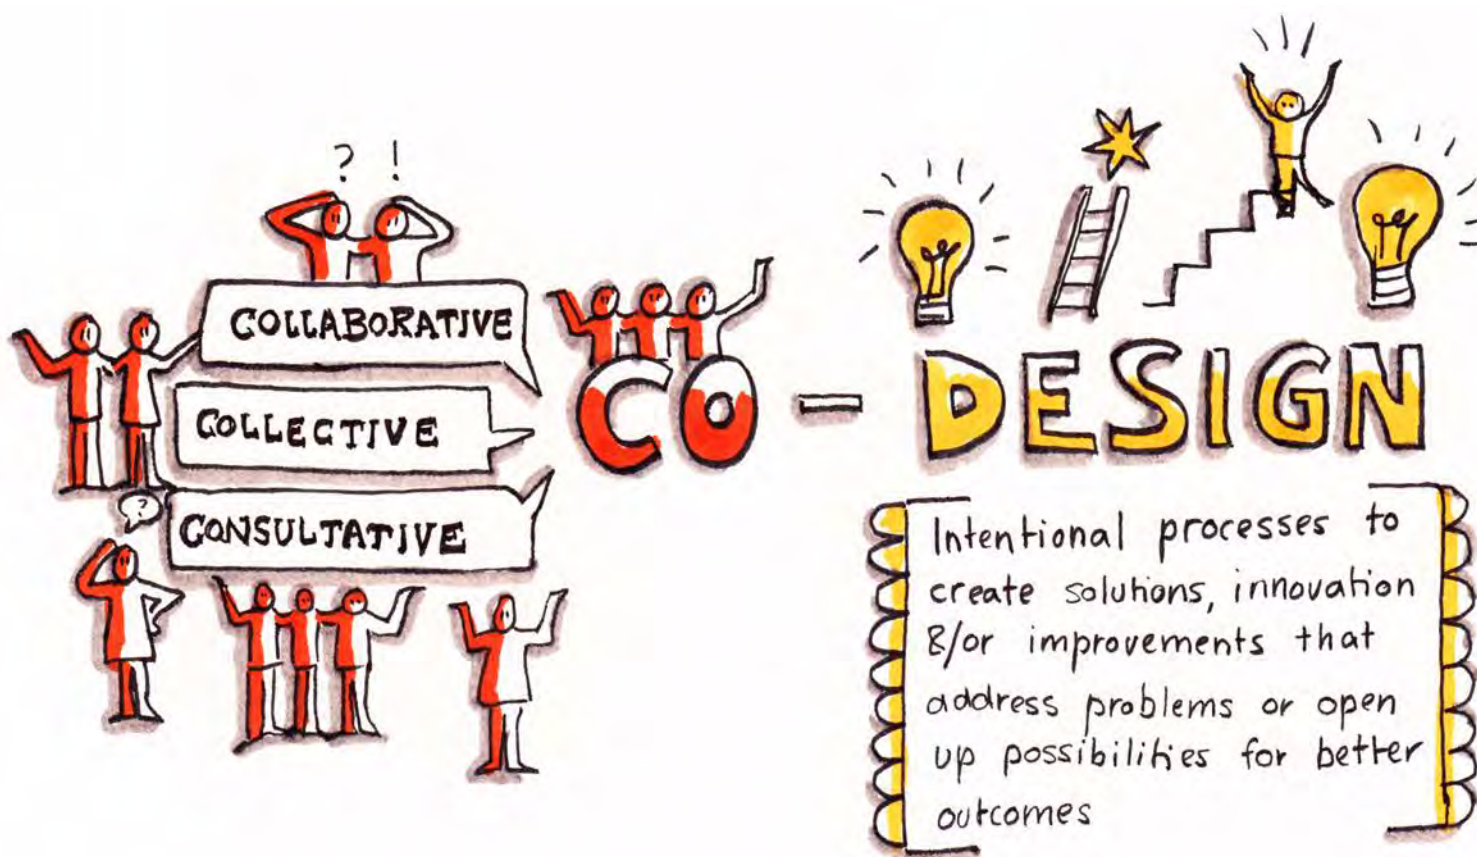 ? !
COLLABORATIVE
COLLECTIVE
?
CONSULTATIVE
CO - DESIGN
Intentional processes to
create solutions, innovation
&/or improvements that
address problems or open
up possibilities for better
outcomes